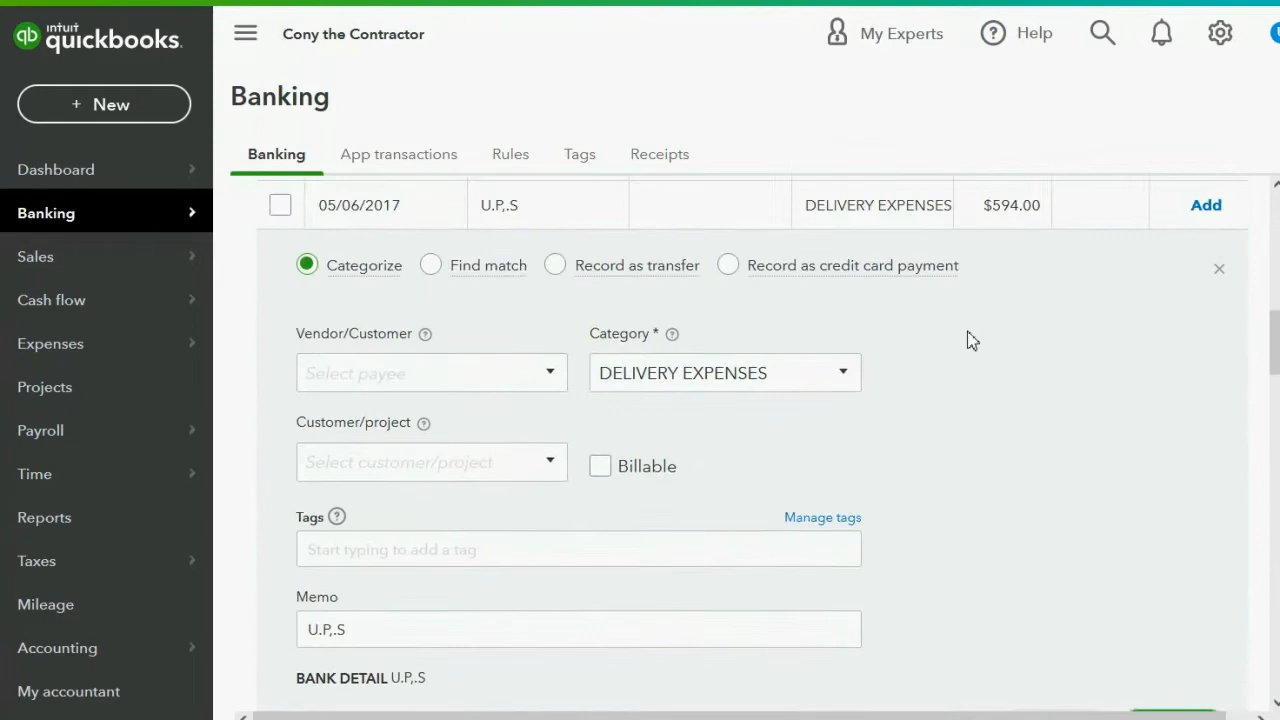 intuit
quickbooks.
Cony the Contractor
My Experts
Help
+ New
Banking
Banking App transactions Rules Tags Receipts
Dashboard
Banking
Sales
Cash flow
Expenses
Projects
Payroll
Time
Reports
Taxes
Mileage
Accounting
My accountant
05/06/2017 U.P,.S DELIVERY EXPENSES $594.00 Add
Categorize Find match Record as transfer Record as credit card payment
Vendor/Customer Category *
Select payee DELIVERY EXPENSES
Customer/project
Select customer/project Billable
Tags Manage tags
Start typing to add a tag
Memo
U.P,.S
BANK DETAIL U.P,.S